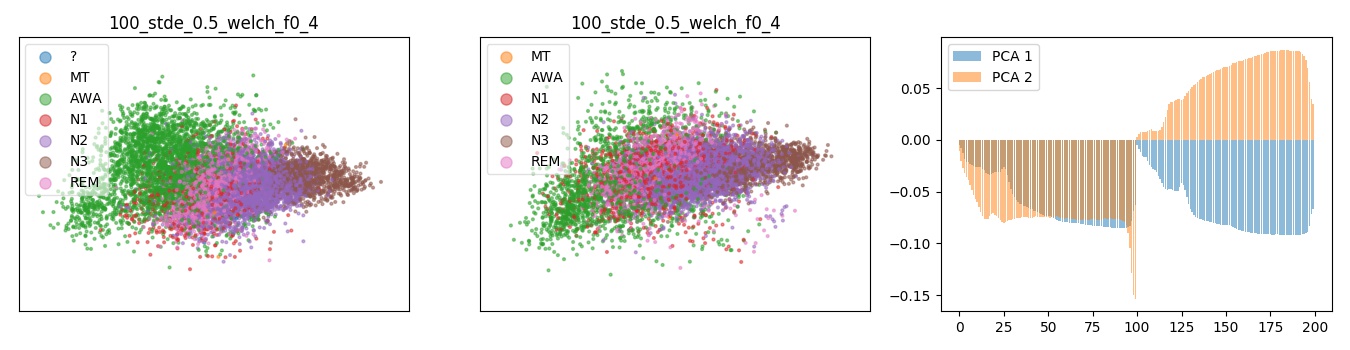 100_stde_0.5_welch_f0_4
?
MT
AWA
N1
N2
N3
REM
100_stde_0.5_welch_f0_4
MT
AWA
N1
N2
N3
REM
PCA 1
PCA 2
0.05
0.00
−0.05
−0.10
−0.15
0 25 50 75 100 125 150 175 200